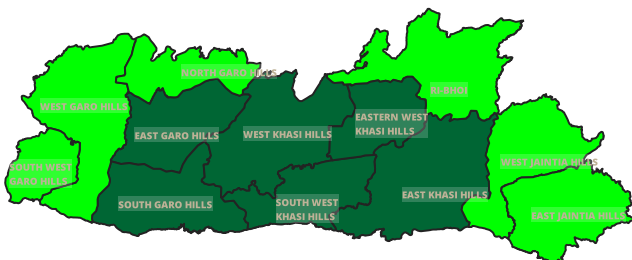 NORTH GARO HILLS
RI-BHOI
WEST GARO HILLS
EASTERN WEST
KHASI HILLS
EAST GARO HILLS
WEST KHASI HILLS
SOUTH WEST
GARO HILLS
WEST JAINTIA HILLS
EAST KHASI HILLS
SOUTH GARO HILLS
SOUTH WEST
KHASI HILLS
EAST JAINTIA HILLS